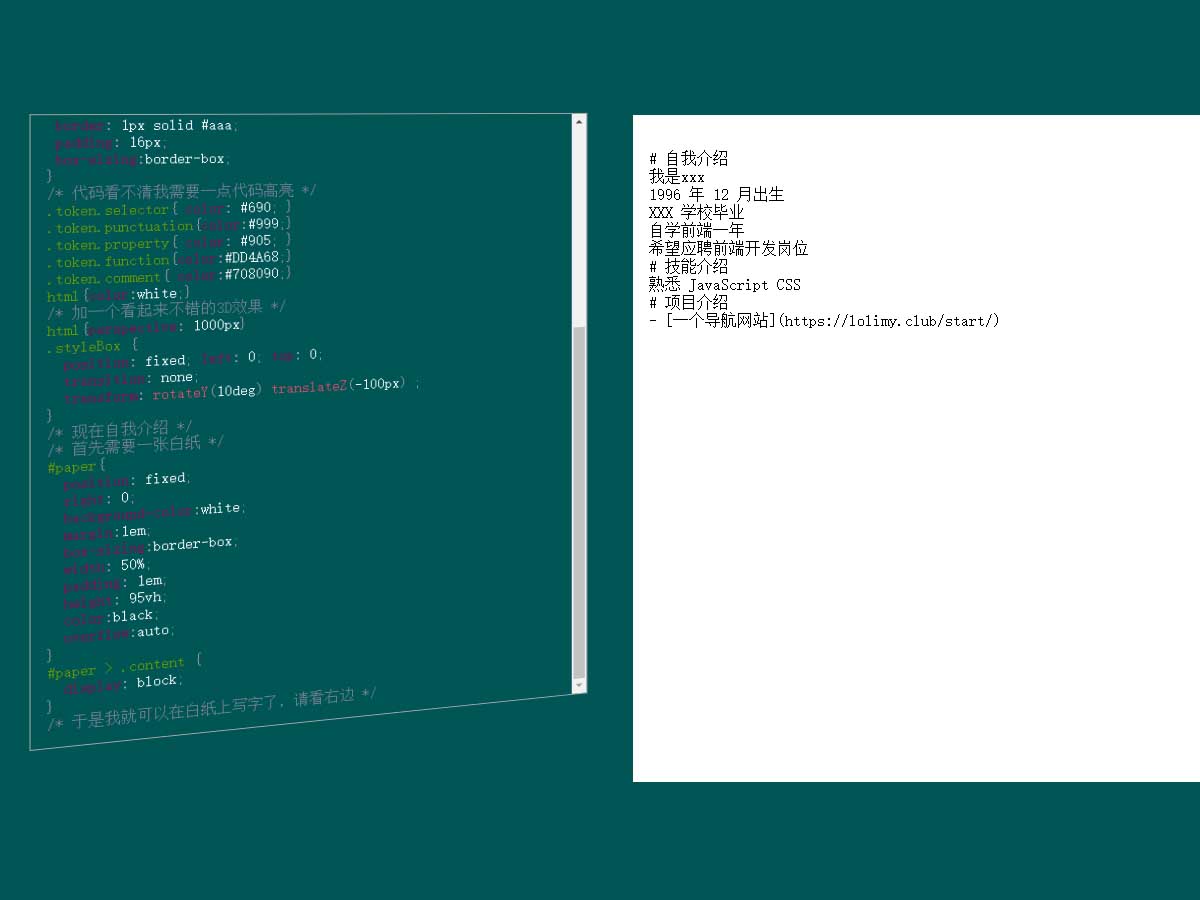 border: 1px solid #aaa;
padding: 16px;
box-sizing:border-box;
}
/* 代码看不清我需要一点代码高亮 */
.token.selector{ color: #690; }
.token.punctuation{color:#999;}
.token.property{ color: #905; }
.token.function{color:#DD4A68;}
.token.comment{ color:#708090;}
html{color:white;}
/* 加一个看起来不错的3D效果 */
html{perspective: 1000px}
.styleBox {
position: fixed; left: 0; top: 0;
transition: none;
transform: rotateY(10deg) translateZ(-100px) ;
}
/* 现在自我介绍 */
/* 首先需要一张白纸 */
#paper{
position: fixed;
right: 0;
background-color:white;
margin:1em;
box-sizing:border-box;
width: 50%;
padding: 1em;
height: 95vh;
color:black;
overflow:auto;
}
#paper > .content {
display: block;
}
/* 于是我就可以在白纸上写字了，请看右边 */
# 自我介绍
我是xxx
1996 年 12 月出生
XXX 学校毕业
自学前端一年
希望应聘前端开发岗位
# 技能介绍
熟悉 JavaScript CSS
# 项目介绍
- [一个导航网站](https://lolimy.club/start/)